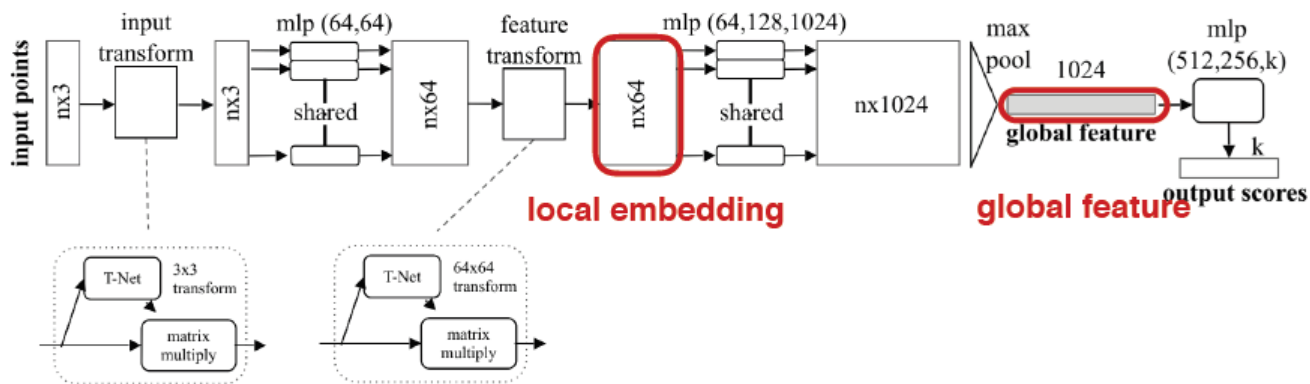 input points
nx3
input
transform
nx3
mlp (64,64)
shared
nx64
feature
transform
nx64
local embedding
mlp (64,128,1024)
shared
nx1024
max
pool
1024
global feature
global feature
mlp
(512,256,k)
k
output scores
T-Net
3x3
transform
matrix
multiply
T-Net
64x64
transform
matrix
multiply